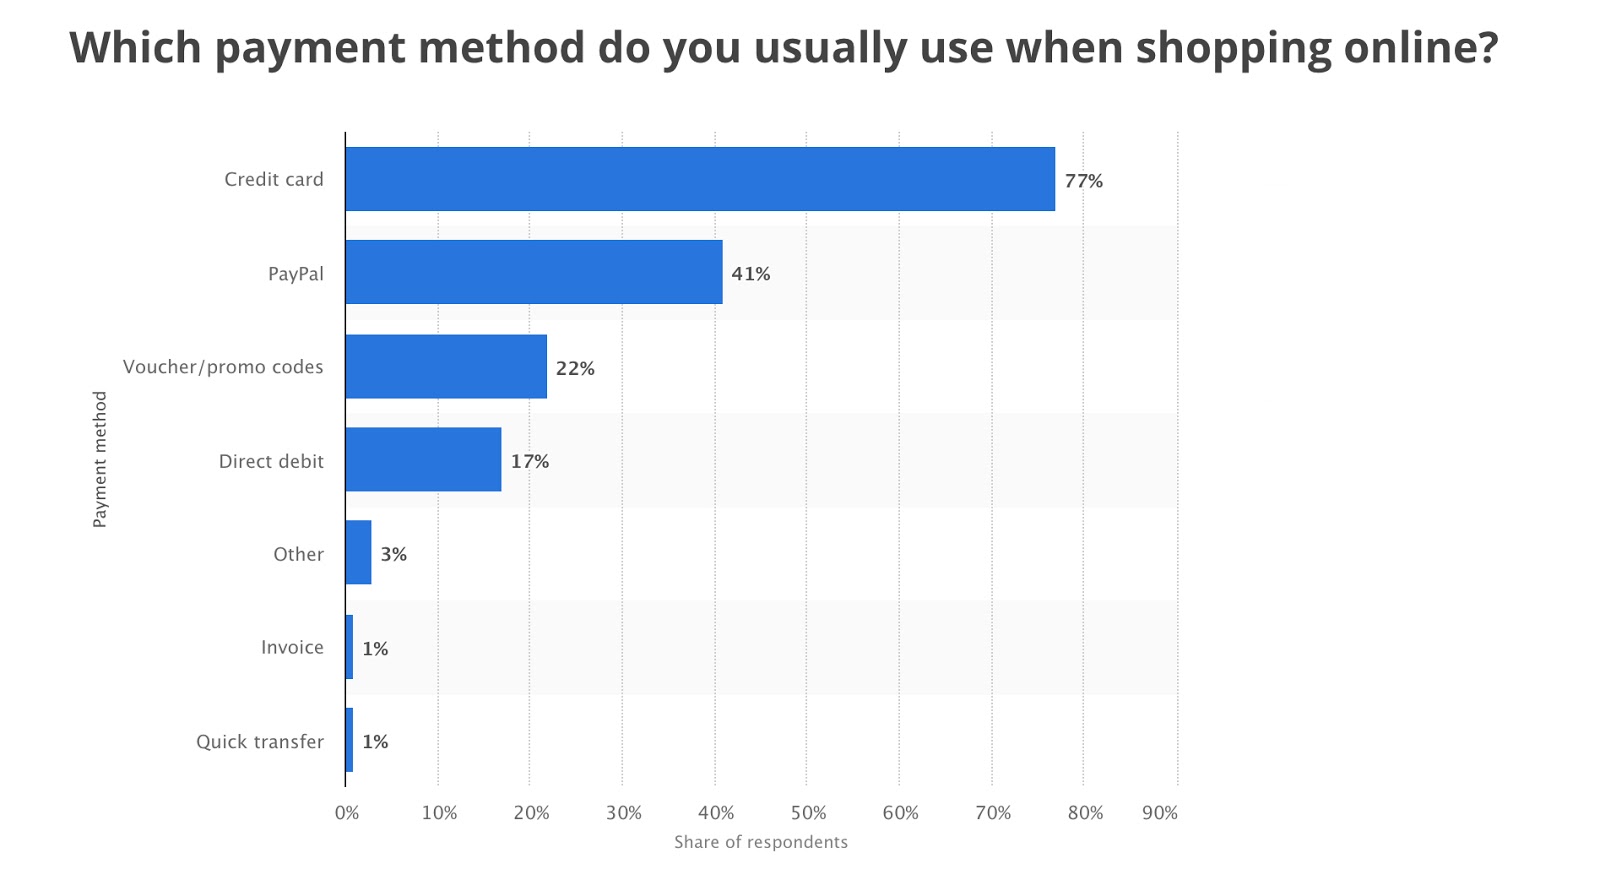 Which payment method do you usually use when shopping online?
Payment method
Credit card 77%
PayPal 41%
Voucher/promo codes 22%
Direct debit 17%
Other 3%
Invoice 1%
Quick transfer 1%
0% 10% 20% 30% 40% 50% 60% 70% 80% 90%
Share of respondents